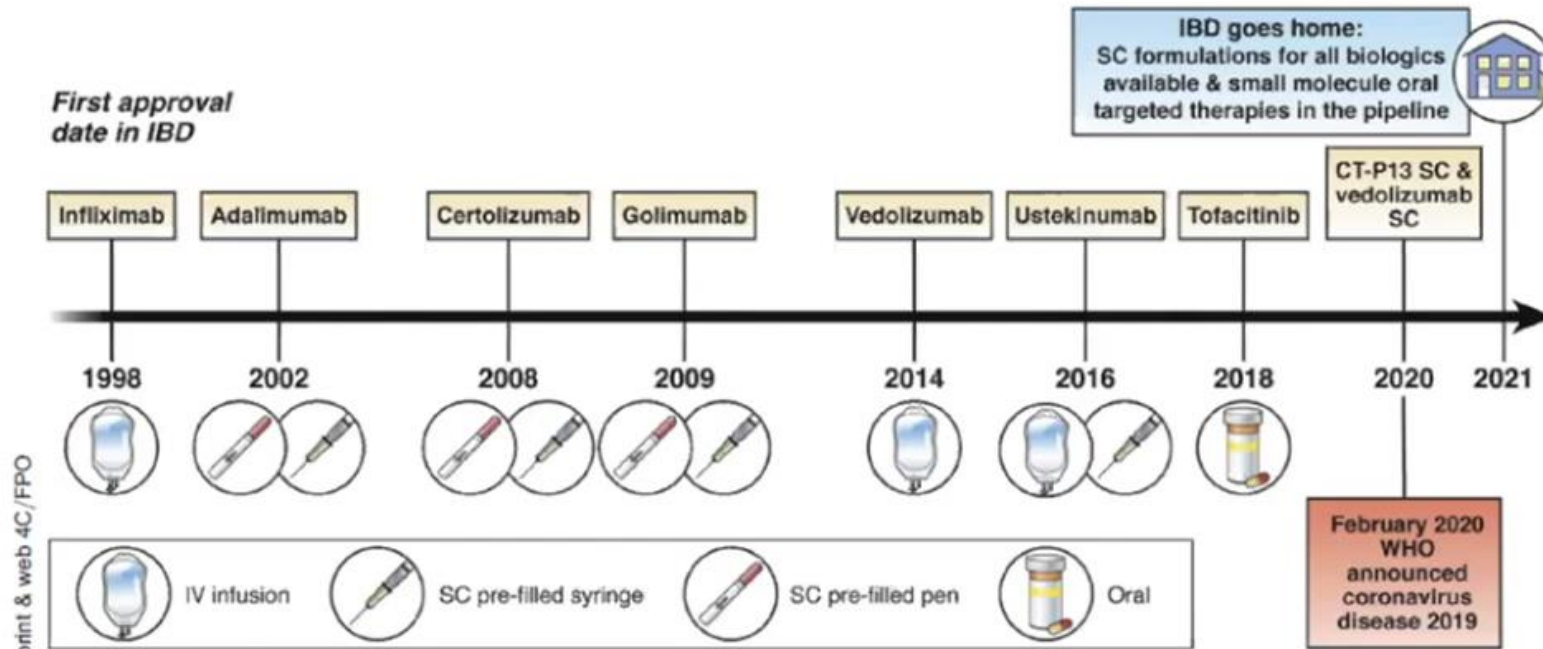 IBD goes home:
SC formulations for all biologics
available & small molecule oral
targeted therapies in the pipeline
First approval
date in IBD
Infliximab
Adalimumab
Certolizumab
Golimumab
Vedolizumab
Ustekinumab
Tofacitinib
CT-P13 SC &
vedolizumab
SC
1998
2002
2008
2009
2014
2016
2018
2020
2021
February 2020
WHO
announced
coronavirus
disease 2019
IV infusion
SC pre-filled syringe
SC pre-filled pen
Oral
print & web 4C/FPO